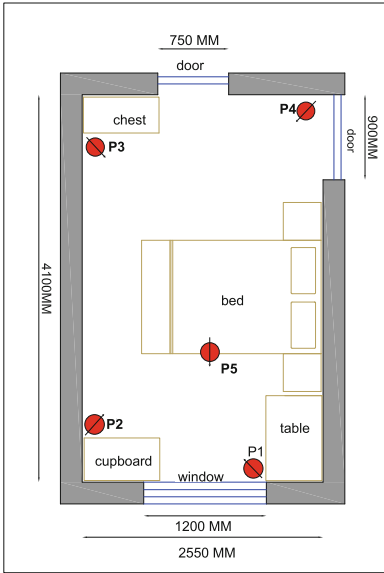 750 MM
door
P4
900MM
door
chest
P3
4100MM
bed
P5
P2
table
cupboard
P1
window
1200 MM
2550 MM